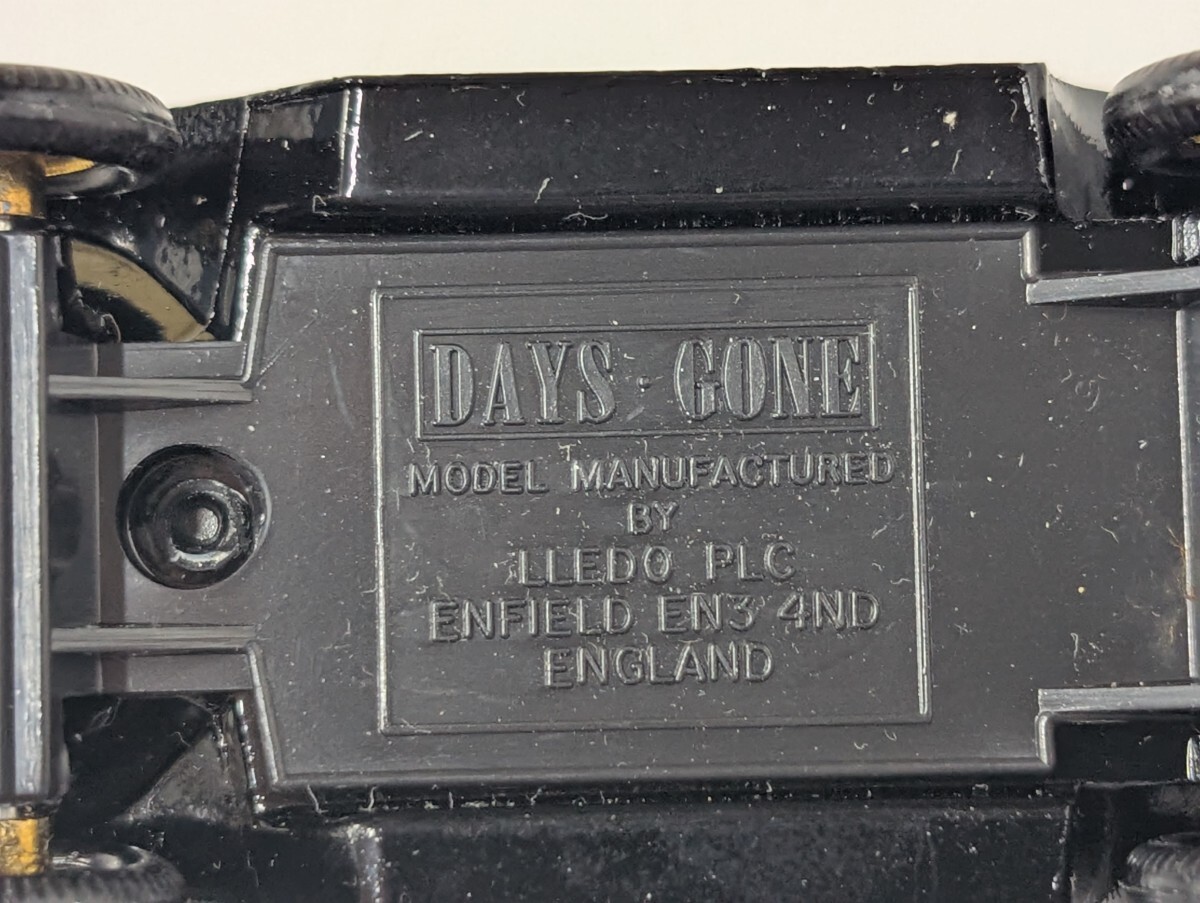 DAYS · GONE
MODEL MANUFACTURED
BY
LLEDO PLC
ENFIELD EN3 4ND
ENGLAND